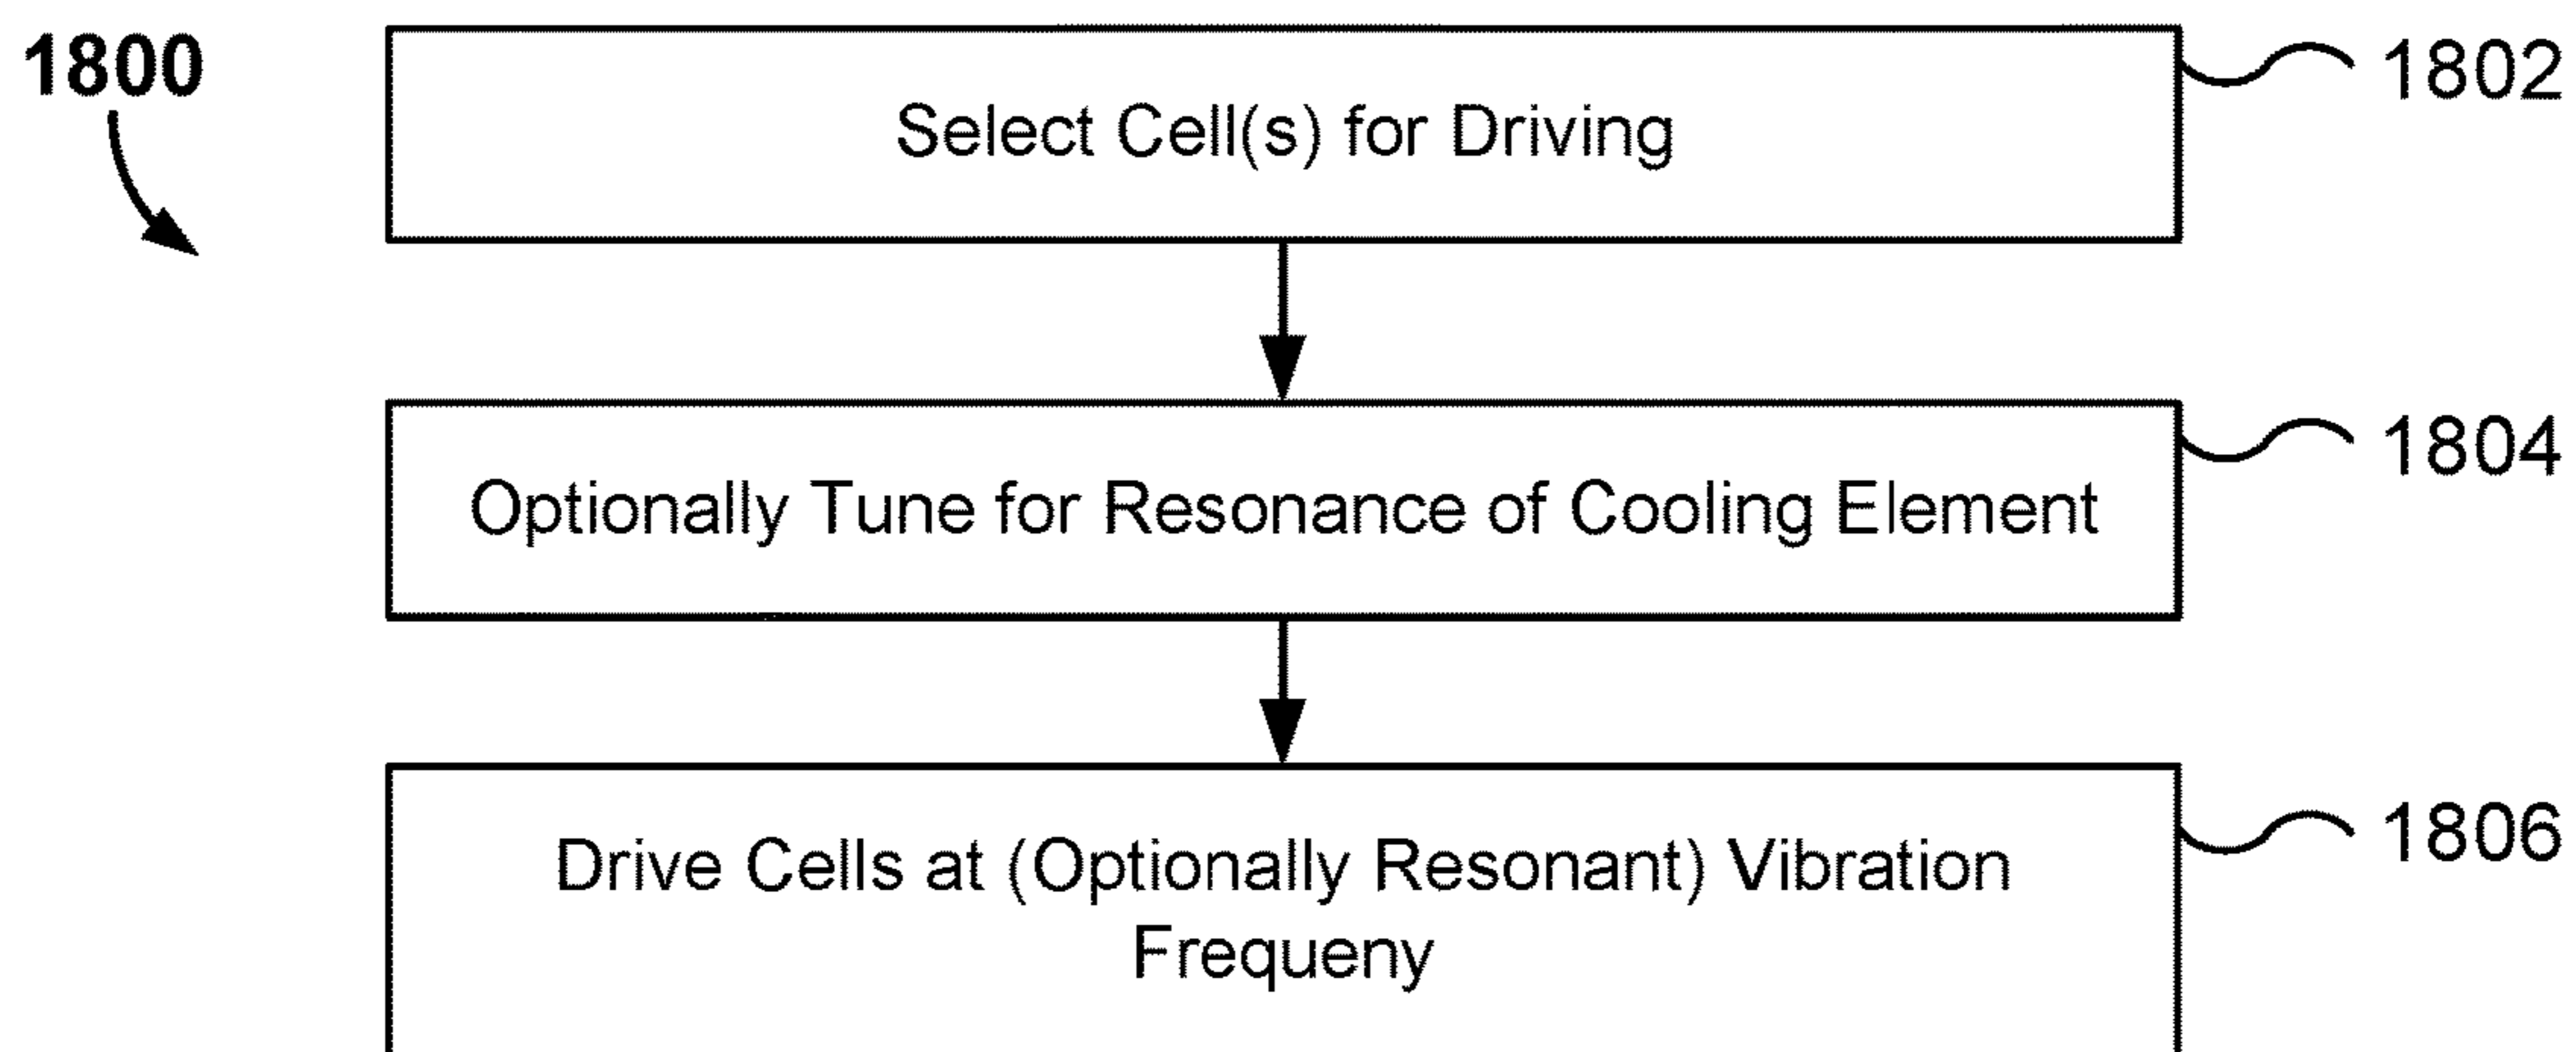 1800
Select Cell(s) for Driving
1802
Optionally Tune for Resonance of Cooling Element
1804
Drive Cells at (Optionally Resonant) Vibration
Frequeny
1806